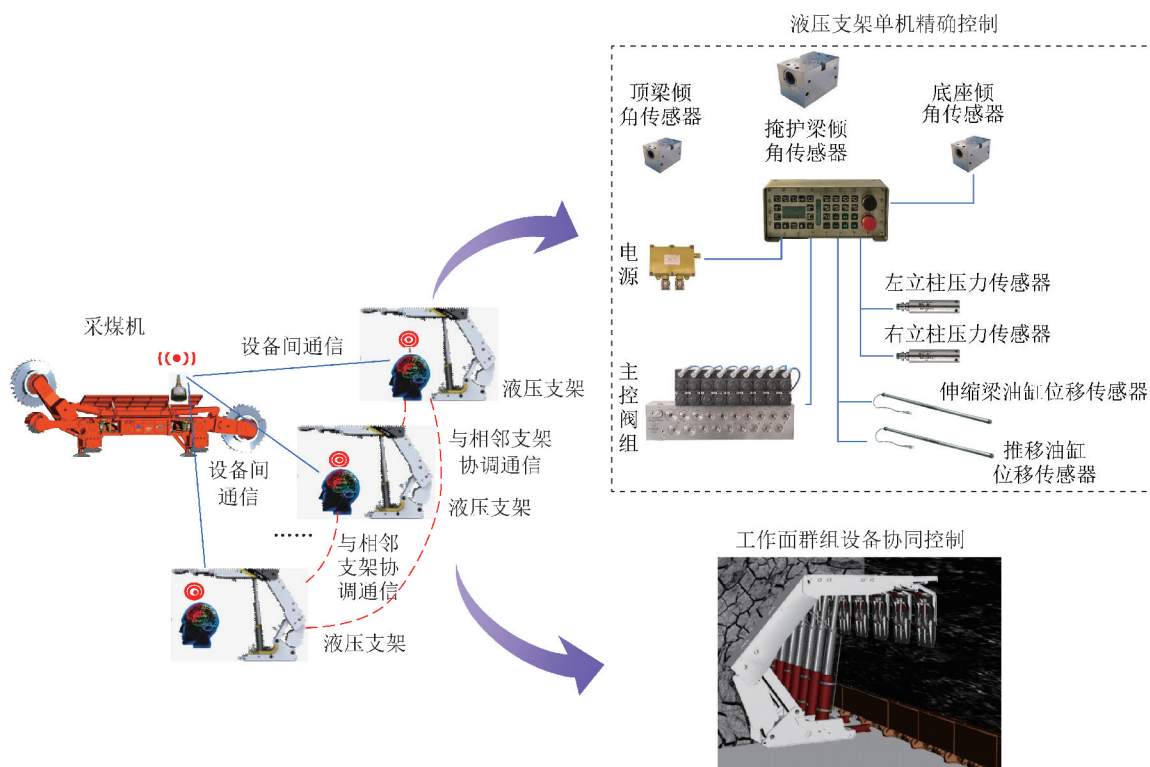 液压支架单机精确控制
顶梁倾
角传感器
掩护梁倾
角传感器
底座倾
角传感器
电
源
左立柱压力传感器
右立柱压力传感器
主
控
阀
组
伸缩梁油缸位移传感器
推移油缸
位移传感器
采煤机
设备间通信
液压支架
与相邻支架
协调通信
设备间
通信
液压支架
······
与相邻
支架协
调通信
液压支架
工作面群组设备协同控制